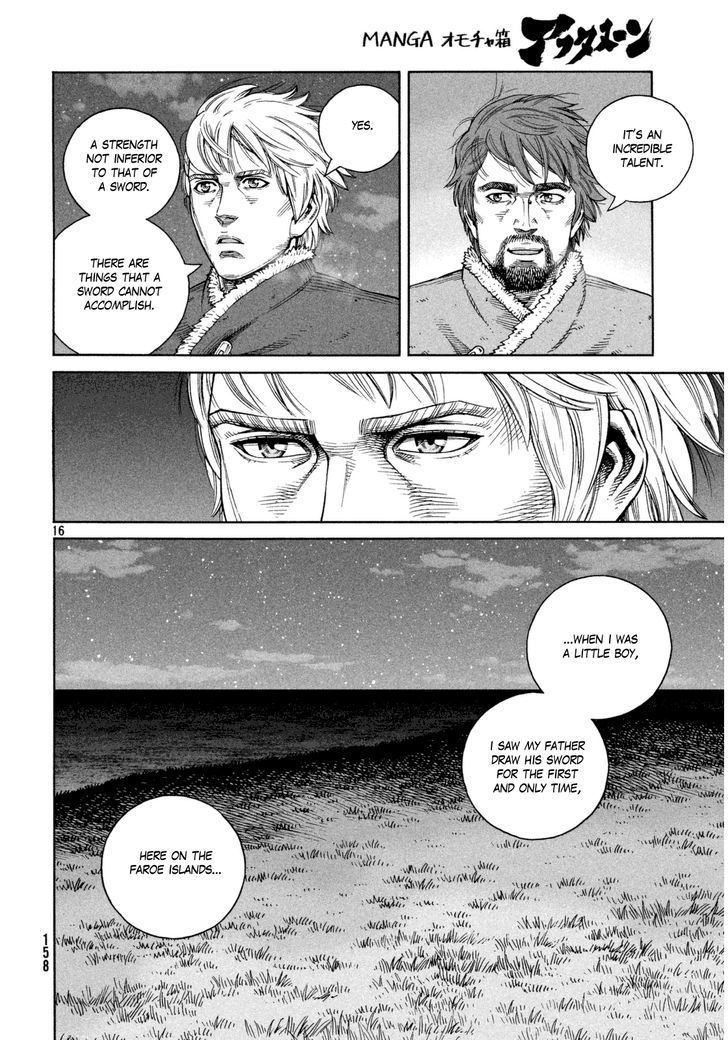 MANGA オモチャ箱 アフタヌーン
IT'S AN
INCREDIBLE
TALENT.
YES.
A STRENGTH
NOT INFERIOR
TO THAT OF
A SWORD.
THERE ARE
THINGS THAT A
SWORD CANNOT
ACCOMPLISH.
16
...WHEN I WAS
A LITTLE BOY,
I SAW MY FATHER
DRAW HIS SWORD
FOR THE FIRST
AND ONLY TIME,
HERE ON THE
FAROE ISLANDS...
158